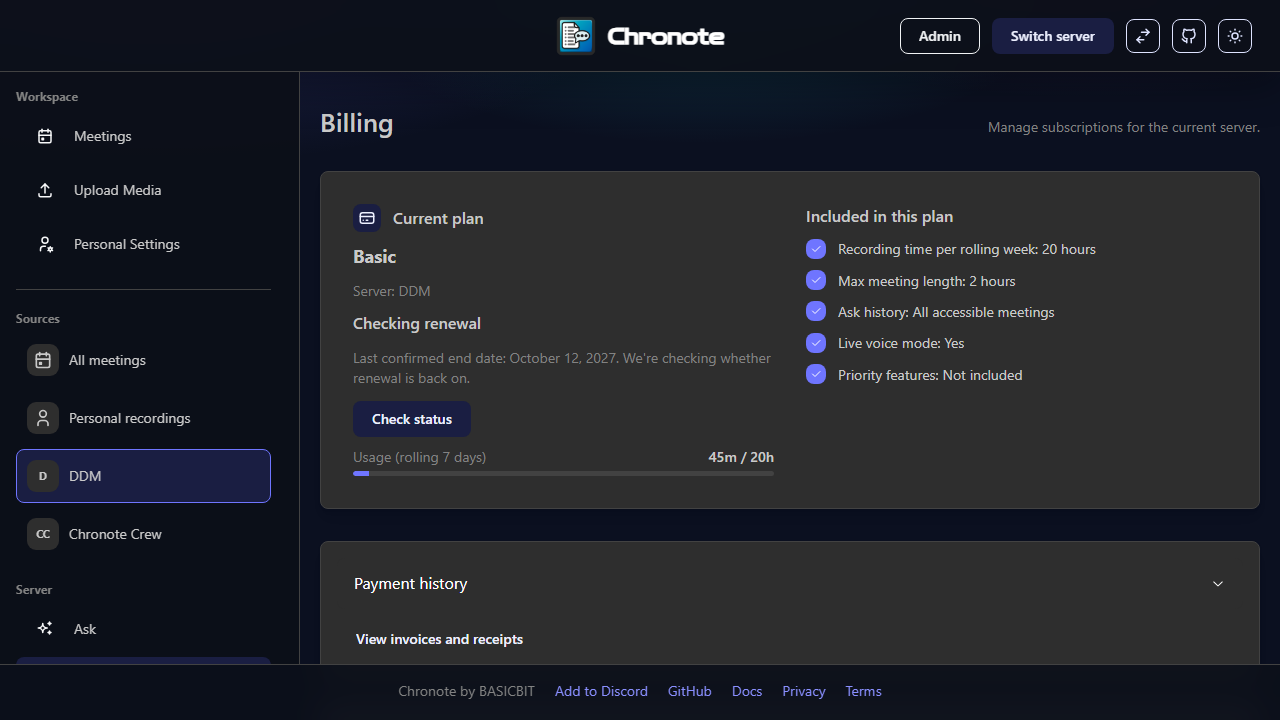 Chronote
Admin
Switch server
Workspace
Meetings
Upload Media
Personal Settings
Sources
All meetings
Personal recordings
D
DDM
CC
Chronote Crew
Server
Ask
Billing
Manage subscriptions for the current server.
Current plan
Basic
Server: DDM
Checking renewal
Last confirmed end date: October 12, 2027. We're checking whether
renewal is back on.
Check status
Usage (rolling 7 days)
45m / 20h
Included in this plan
Recording time per rolling week: 20 hours
Max meeting length: 2 hours
Ask history: All accessible meetings
Live voice mode: Yes
Priority features: Not included
Payment history
View invoices and receipts
Chronote by BASICBIT
Add to Discord
GitHub
Docs
Privacy
Terms